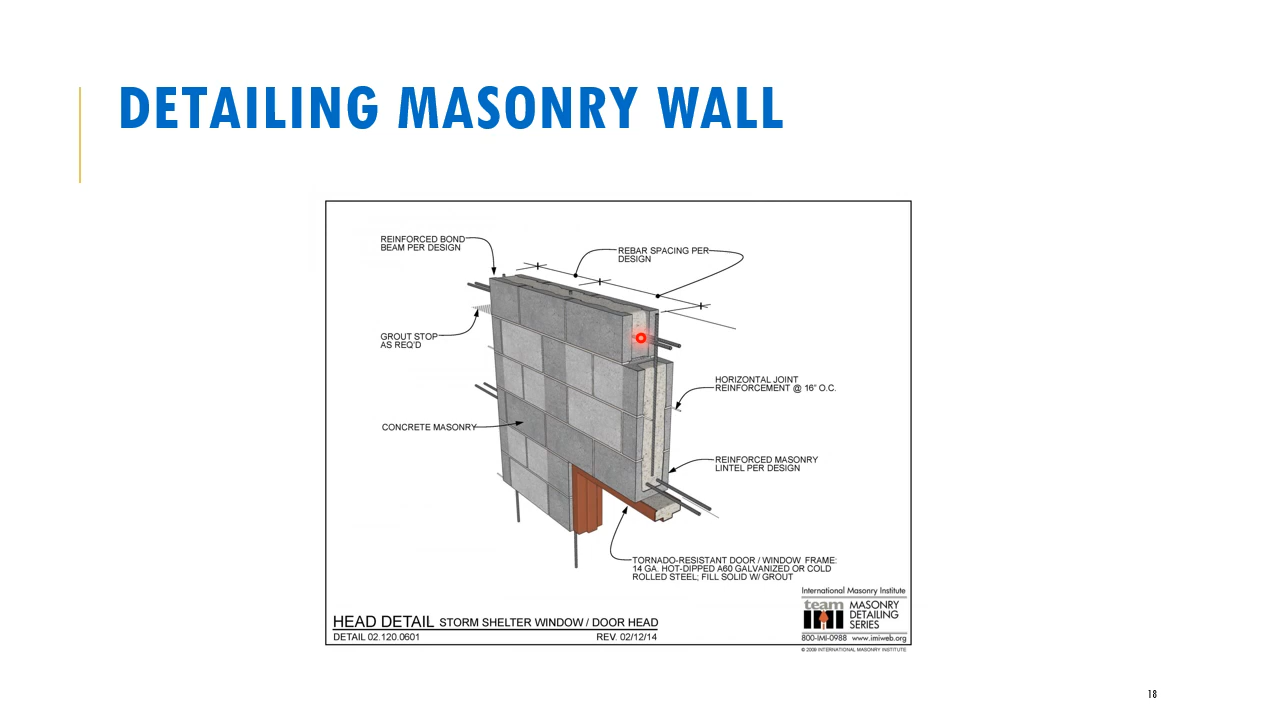 DETAILING MASONRY WALL
REINFORCED BOND
BEAM PER DESIGN
REBAR SPACING PER
DESIGN
GROUT STOP
AS REQ'D
HORIZONTAL JOINT
REINFORCEMENT @ 16" O.C.
CONCRETE MASONRY
REINFORCED MASONRY
LINTEL PER DESIGN
TORNADO-RESISTANT DOOR / WINDOW FRAME:
14 GA. HOT-DIPPED A60 GALVANIZED OR COLD
ROLLED STEEL; FILL SOLID W/ GROUT
International Masonry Institute
team
IMI
MASONRY
DETAILING
SERIES
800-IMI-0988 www.imiweb.org
HEAD DETAIL STORM SHELTER WINDOW / DOOR HEAD
DETAIL 02.120.0601 REV. 02/12/14
© 2009 INTERNATIONAL MASONRY INSTITUTE
18